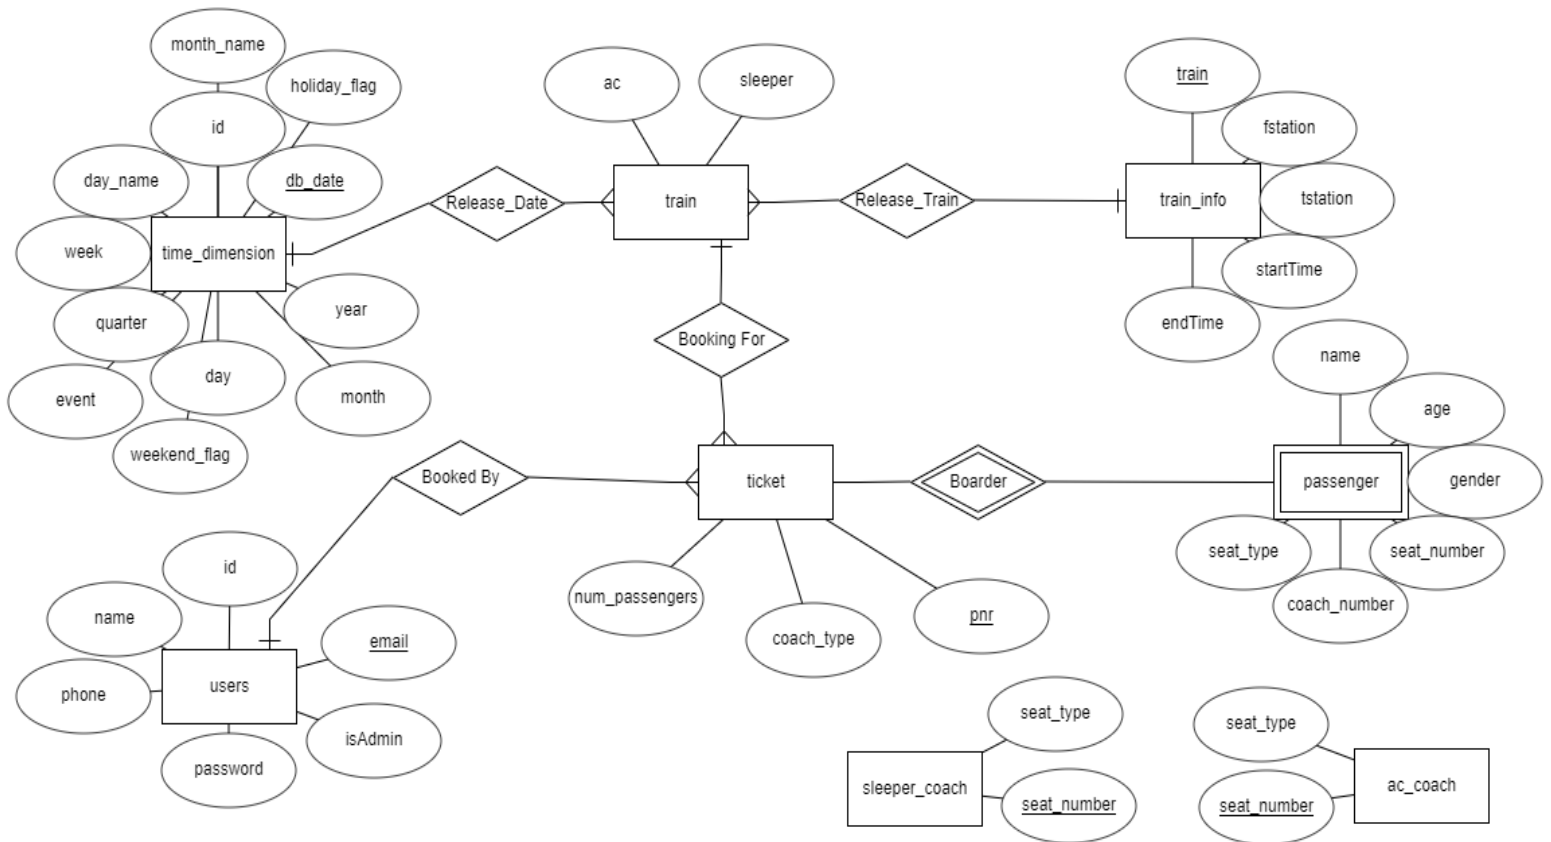 month_name
holiday_flag
id
day_name
db_date
week
time_dimension
quarter
year
event
day
month
weekend_flag
Release_Date
ac
sleeper
train
Release_Train
train
fstation
train_info
tstation
startTime
endTime
Booking For
name
age
gender
passenger
seat_type
seat_number
coach_number
Booked By
ticket
Boarder
num_passengers
coach_type
pnr
id
name
email
phone
users
isAdmin
password
seat_type
sleeper_coach
seat_number
seat_type
ac_coach
seat_number